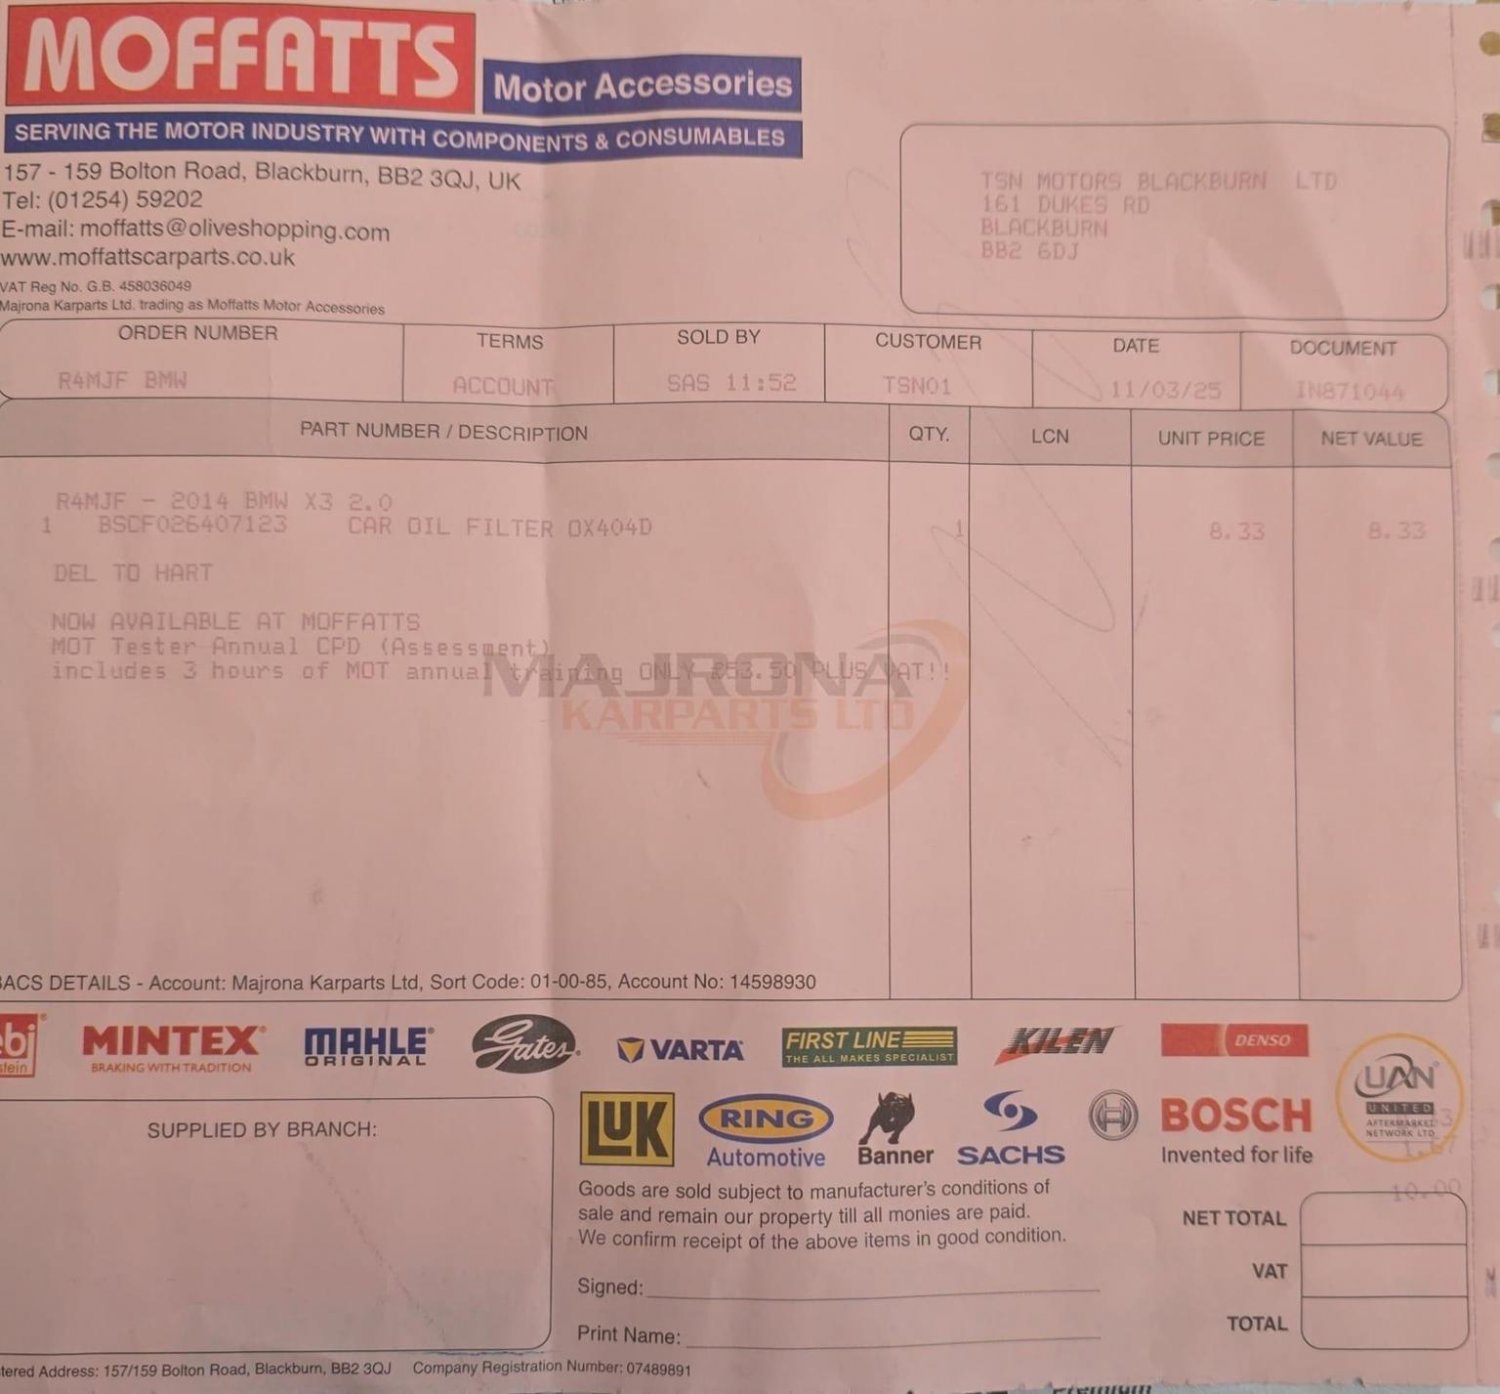 MOFFATTS
Motor Accessories
SERVING THE MOTOR INDUSTRY WITH COMPONENTS & CONSUMABLES
157 - 159 Bolton Road, Blackburn, BB2 3QJ, UK
Tel: (01254) 59202
E-mail: moffatts@oliveshopping.com
www.moffattscarparts.co.uk
VAT Reg No. G.B. 458036049
Majrona Karparts Ltd. trading as Moffatts Motor Accessories
TSN MOTORS BLACKBURN LTD
161 DUKES RD
BLACKBURN
BB2 6DJ
ORDER NUMBER TERMS SOLD BY CUSTOMER DATE DOCUMENT
R4MJF BMW ACCOUNT SAS 11:52 TSN01 11/03/25 IN871044
PART NUMBER / DESCRIPTION QTY. LCN UNIT PRICE NET VALUE
R4MJF - 2014 BMW X3 2.0
1 BSCF026407123 CAR OIL FILTER OX404D 1 8.33 8.33
DEL TO HART
NOW AVAILABLE AT MOFFATTS
MOT Tester Annual CPD (Assessment)
includes 3 hours of MOT annual training ONLY £53.50 PLUS VAT!!
MAJRONA
KARPARTS LTD
BACS DETAILS - Account: Majrona Karparts Ltd, Sort Code: 01-00-85, Account No: 14598930
MINTEX
BRAKING WITH TRADITION
MAHLE
ORIGINAL
Gates
VARTA
FIRST LINE
THE ALL MAKES SPECIALIST
KILEN
DENSO
UAN
UNITED
AFTERMARKET
NETWORK LTD
LUK
RING
Automotive
Banner
SACHS
BOSCH
Invented for life
1.67
10.00
SUPPLIED BY BRANCH:
Goods are sold subject to manufacturer's conditions of
sale and remain our property till all monies are paid.
We confirm receipt of the above items in good condition.
Signed:
Print Name:
NET TOTAL
VAT
TOTAL
tered Address: 157/159 Bolton Road, Blackburn, BB2 3QJ Company Registration Number: 07489891